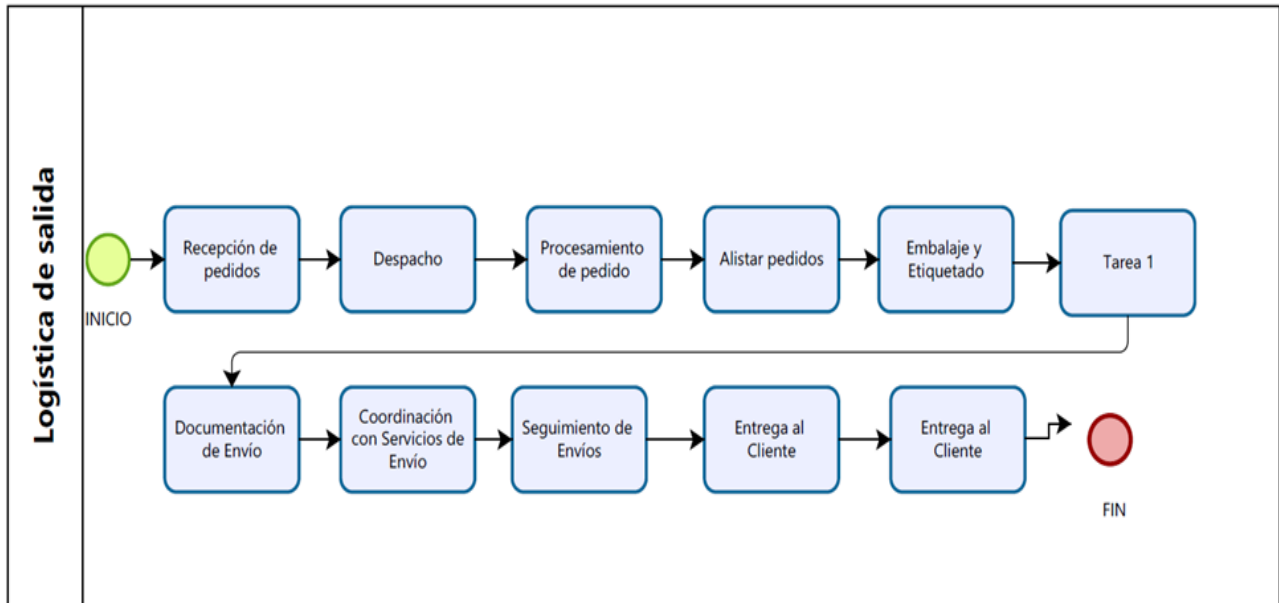 Logística de salida
INICIO
Recepción de
pedidos
Despacho
Procesamiento
de pedido
Alistar pedidos
Embalaje y
Etiquetado
Tarea 1
Documentación
de Envío
Coordinación
con Servicios de
Envío
Seguimiento de
Envíos
Entrega al
Cliente
Entrega al
Cliente
FIN